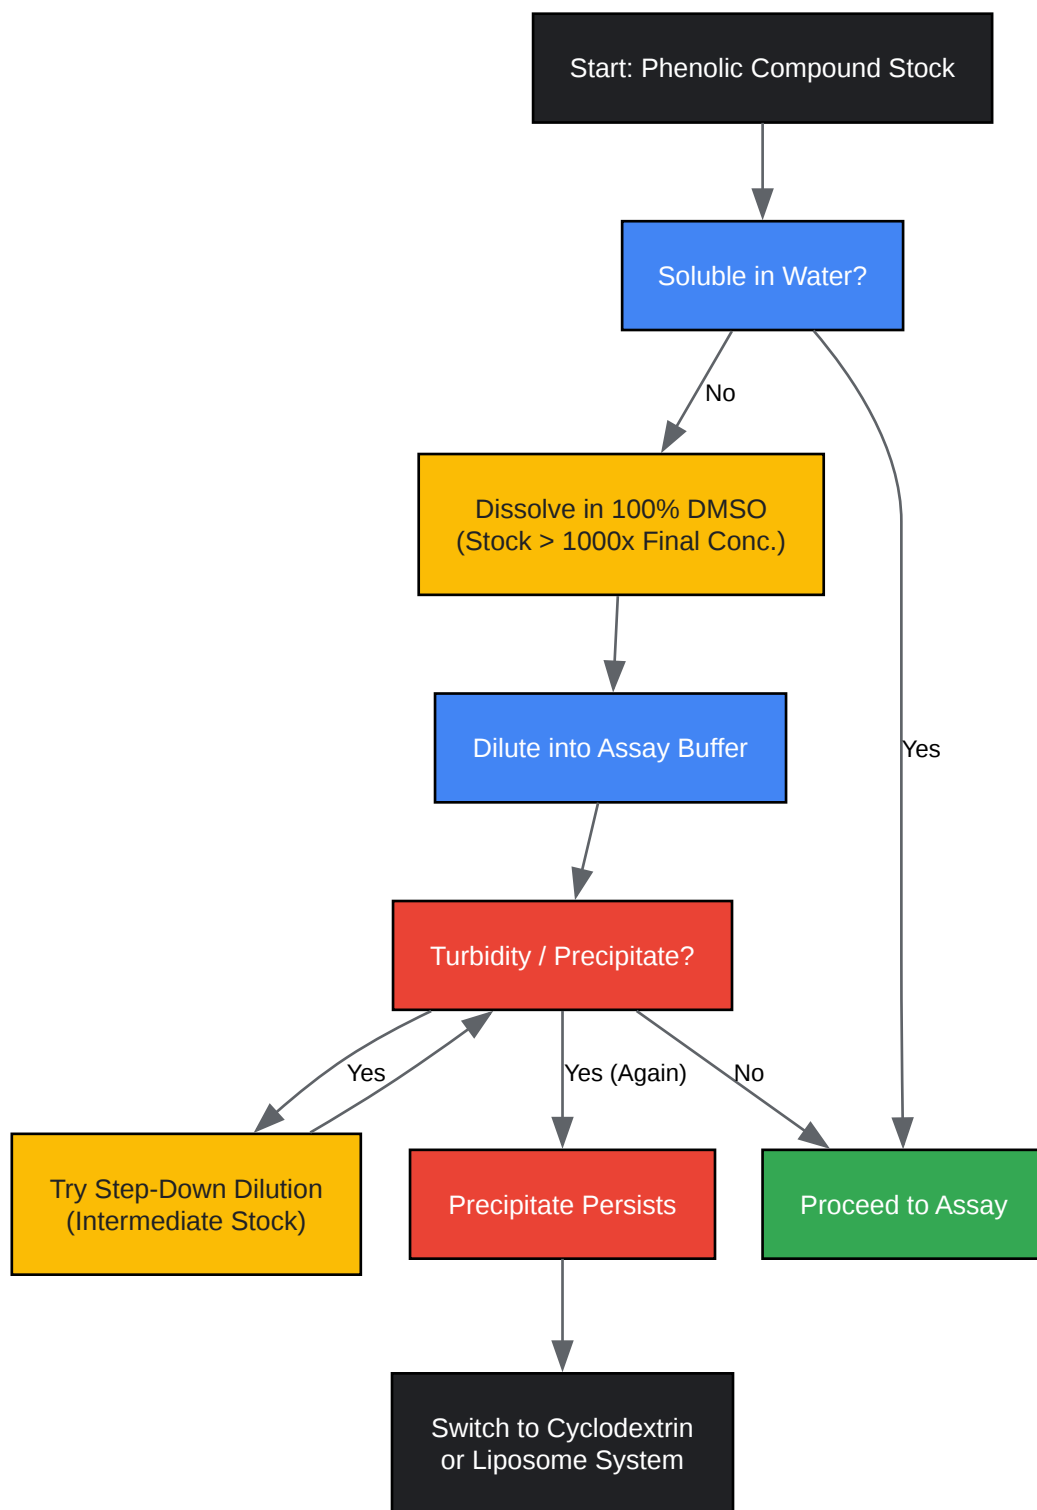 Start: Phenolic Compound Stock
Soluble in Water?
No
Dissolve in 100% DMSO
(Stock > 1000x Final Conc.)
Dilute into Assay Buffer
Yes
Turbidity / Precipitate?
Yes
Yes (Again)
No
Try Step-Down Dilution
(Intermediate Stock)
Precipitate Persists
Proceed to Assay
Switch to Cyclodextrin
or Liposome System